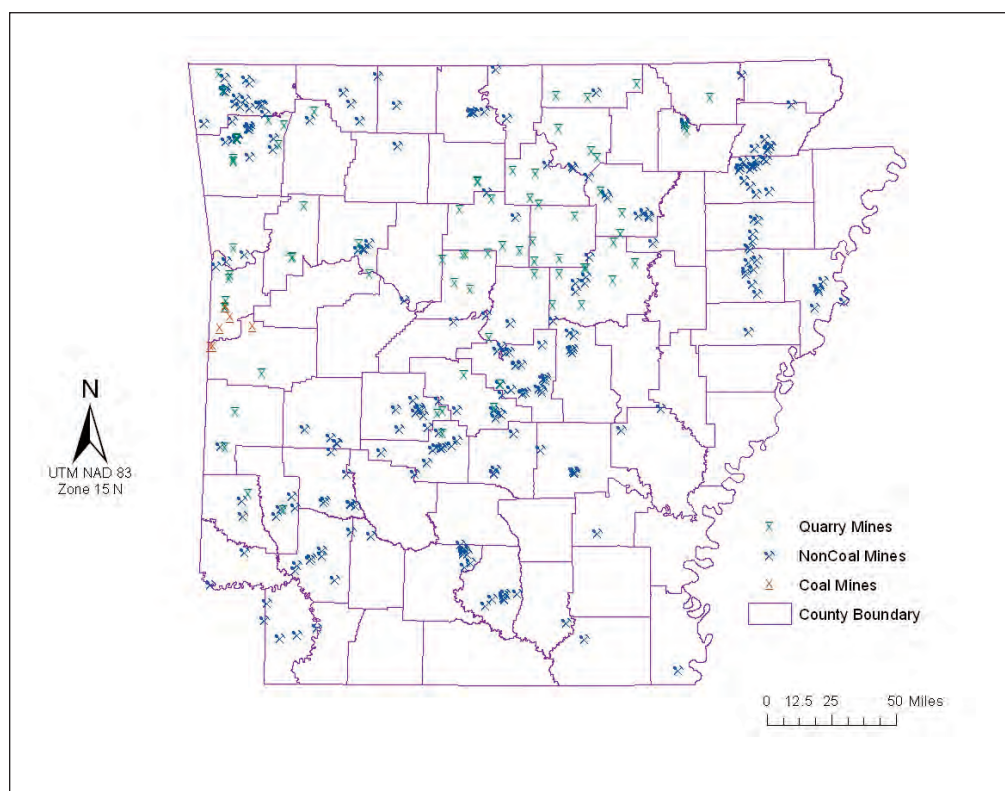 N
UTM NAD 83
Zone 15 N
Quarry Mines
NonCoal Mines
Coal Mines
County Boundary
0 12.5 25 50 Miles